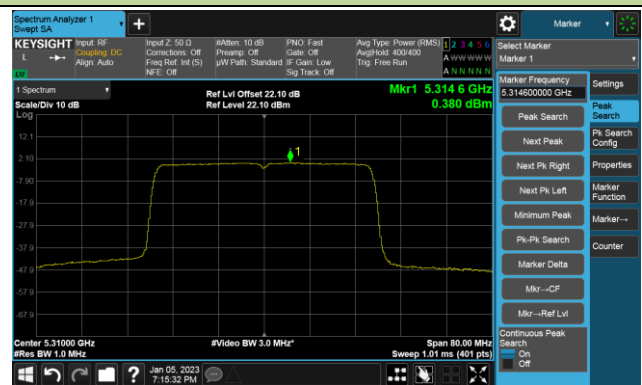 Spectrum Analyzer 1
Swept SA
Marker
KEYSIGHT
L
Input: RF
Coupling: DC
Align: Auto
Input Z: 50 Ω
Corrections: Off
Freq Ref: Int (S)
NFE: Off
#Atten: 10 dB
Preamp: Off
µW Path: Standard
PNO: Fast
Gate: Off
IF Gain: Low
Sig Track: Off
Avg Type: Power (RMS)
Avg|Hold: 400/400
Trig: Free Run
1 2 3 4 5 6
A W W W W W
A N N N N N
Select Marker
Marker 1
1 Spectrum
Scale/Div 10 dB
Log
Ref Lvl Offset 22.10 dB
Ref Level 22.10 dBm
Mkr1 5.314 6 GHz
0.380 dBm
12.1
2.10
-7.90
-17.9
-27.9
-37.9
-47.9
-57.9
-67.9
1
Center 5.31000 GHz
#Res BW 1.0 MHz
#Video BW 3.0 MHz*
Span 80.00 MHz
Sweep 1.01 ms (401 pts)
Marker Frequency
5.314600000 GHz
Peak Search
Next Peak
Next Pk Right
Next Pk Left
Minimum Peak
Pk-Pk Search
Marker Delta
Mkr→CF
Mkr→Ref Lvl
Continuous Peak
Search
On
Off
Settings
Peak
Search
Pk Search
Config
Properties
Marker
Function
Marker→
Counter
Jan 05, 2023
7:15:32 PM